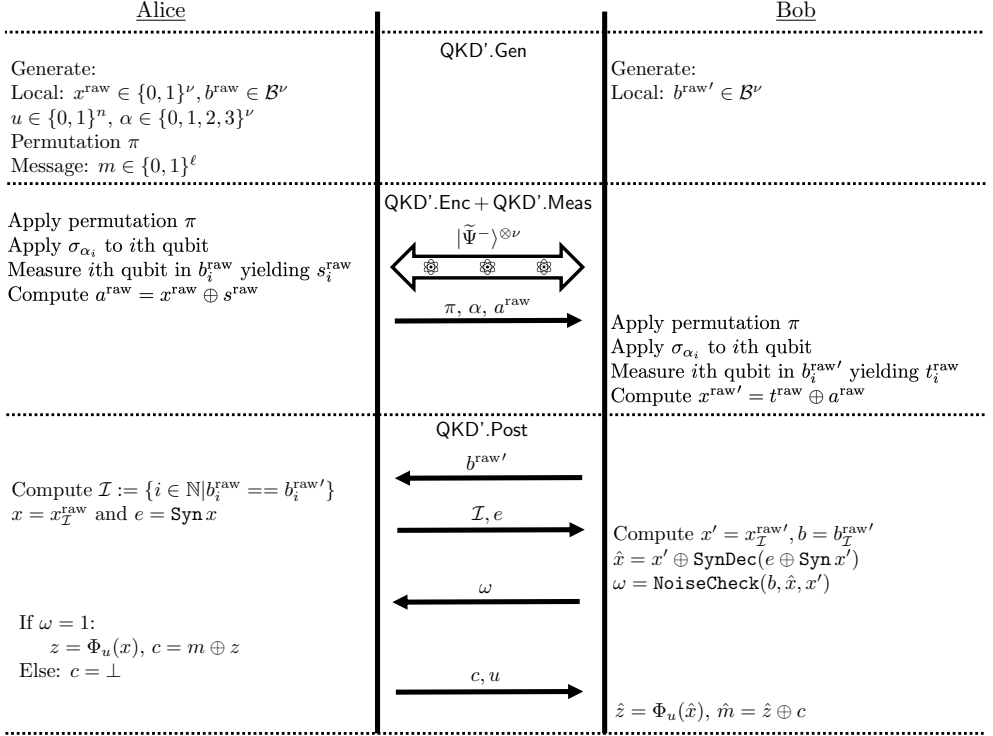 Alice
Bob
QKD'.Gen
Generate:
Local: x^raw ∈ {0, 1}^ν, b^raw ∈ ℬ^ν
u ∈ {0, 1}^n, α ∈ {0, 1, 2, 3}^ν
Permutation π
Message: m ∈ {0, 1}^ℓ
Generate:
Local: b^raw′ ∈ ℬ^ν
QKD'.Enc + QKD'.Meas
|Ψ̃⁻⟩^⊗ν
Apply permutation π
Apply σ_{α_i} to ith qubit
Measure ith qubit in b_i^raw yielding s_i^raw
Compute a^raw = x^raw ⊕ s^raw
π, α, a^raw
Apply permutation π
Apply σ_{α_i} to ith qubit
Measure ith qubit in b_i^raw′ yielding t_i^raw
Compute x^raw′ = t^raw ⊕ a^raw
QKD'.Post
b^raw′
Compute ℐ := {i ∈ ℕ|b_i^raw == b_i^raw′}
x = x_ℐ^raw and e = Syn x
ℐ, e
Compute x′ = x_ℐ^raw′, b = b_ℐ^raw′
x̂ = x′ ⊕ SynDec(e ⊕ Syn x′)
ω = NoiseCheck(b, x̂, x′)
ω
If ω = 1:
z = Φ_u(x), c = m ⊕ z
Else: c = ⊥
c, u
ẑ = Φ_u(x̂), m̂ = ẑ ⊕ c